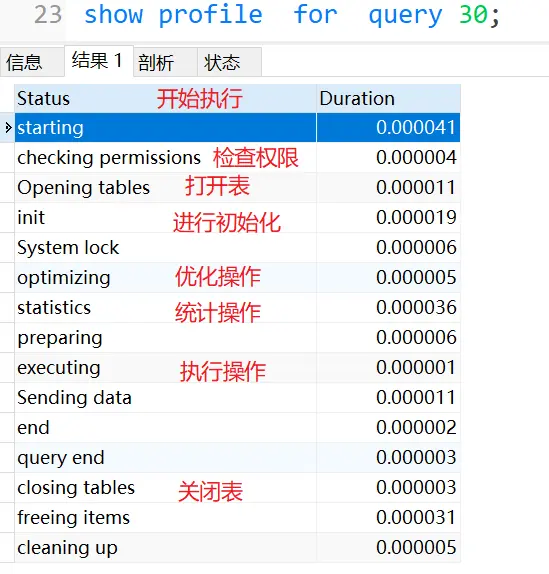 23 show profile for query 30;
信息 结果 1 剖析 状态
Status 开始执行 Duration
starting 0.000041
checking permissions 检查权限 0.000004
Opening tables 打开表 0.000011
init 进行初始化 0.000019
System lock 0.000006
optimizing 优化操作 0.000005
statistics 统计操作 0.000036
preparing 0.000006
executing 执行操作 0.000001
Sending data 0.000011
end 0.000002
query end 0.000003
closing tables 关闭表 0.000003
freeing items 0.000031
cleaning up 0.000005